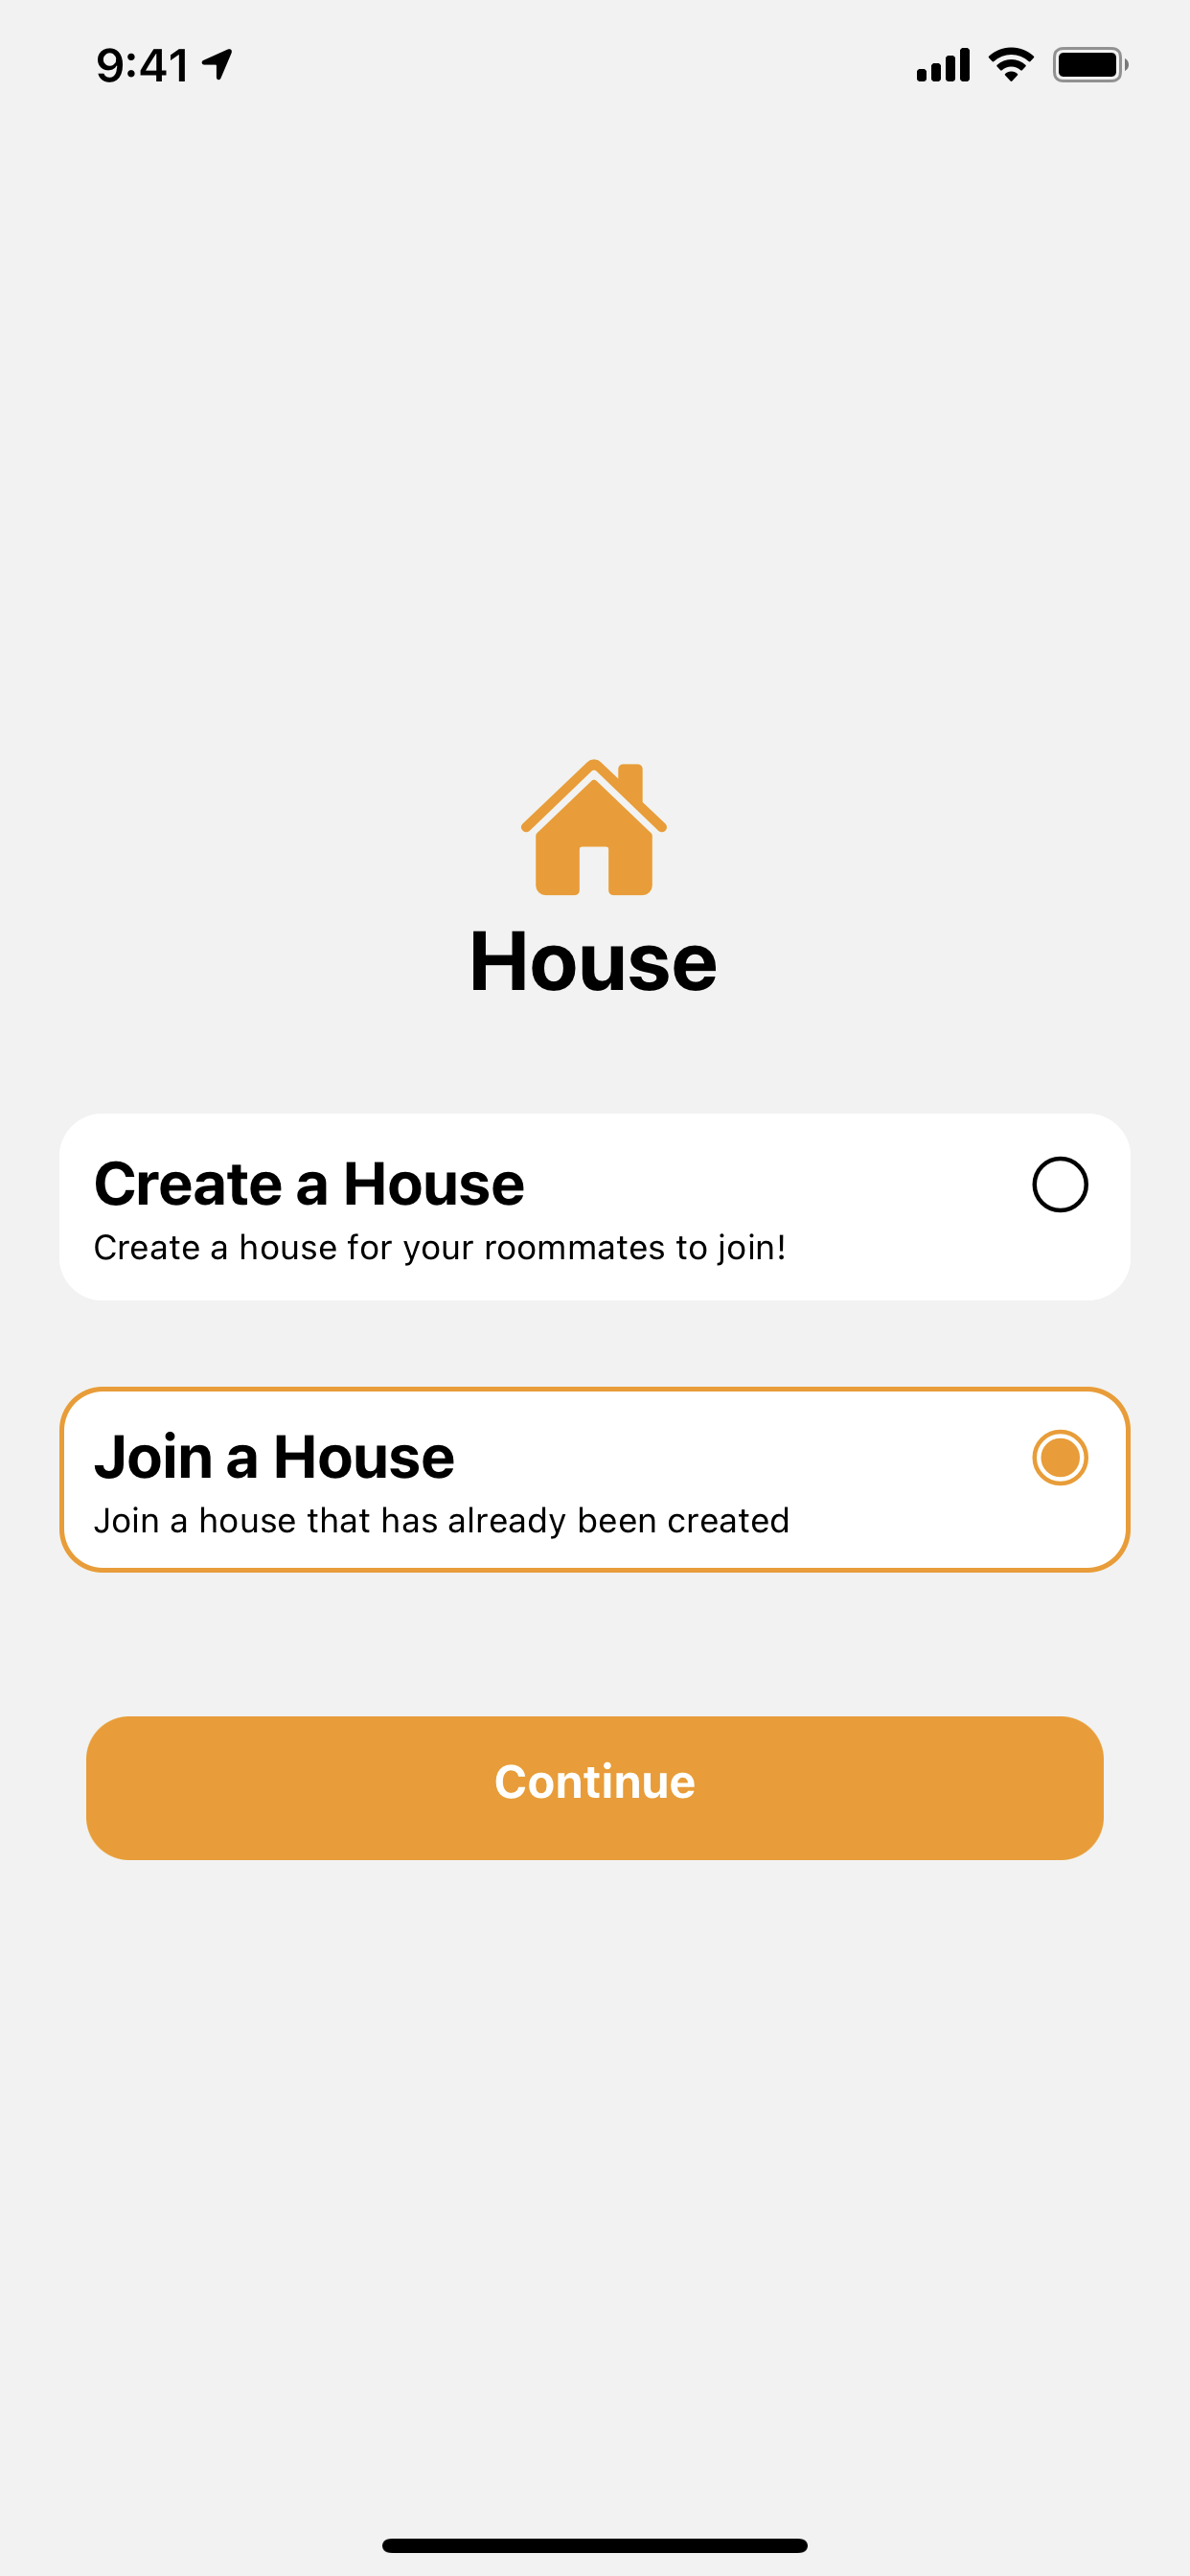 9:41
House
Create a House
Create a house for your roommates to join!
Join a House
Join a house that has already been created
Continue